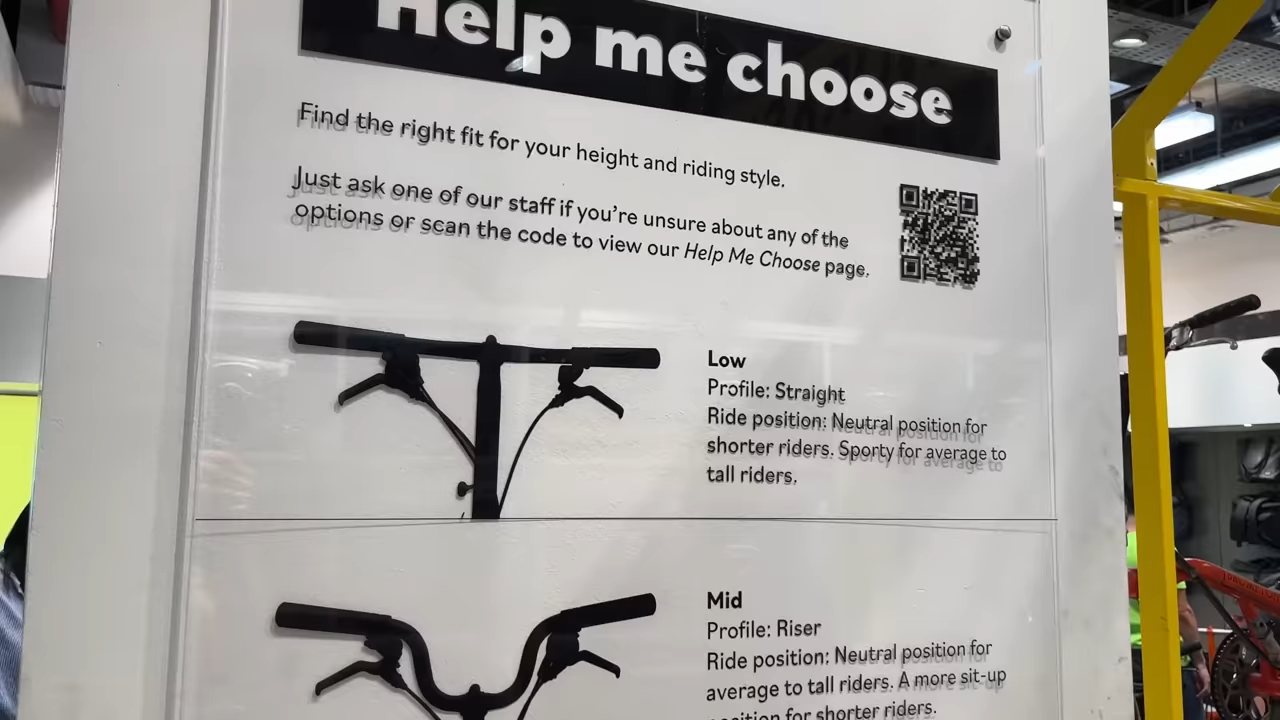 Help me choose
Find the right fit for your height and riding style.
Just ask one of our staff if you're unsure about any of the
options or scan the code to view our Help Me Choose page.
Low
Profile: Straight
Ride position: Neutral position for
shorter riders. Sporty for average to
tall riders.
Mid
Profile: Riser
Ride position: Neutral position for
average to tall riders. A more sit-up
position for shorter riders.